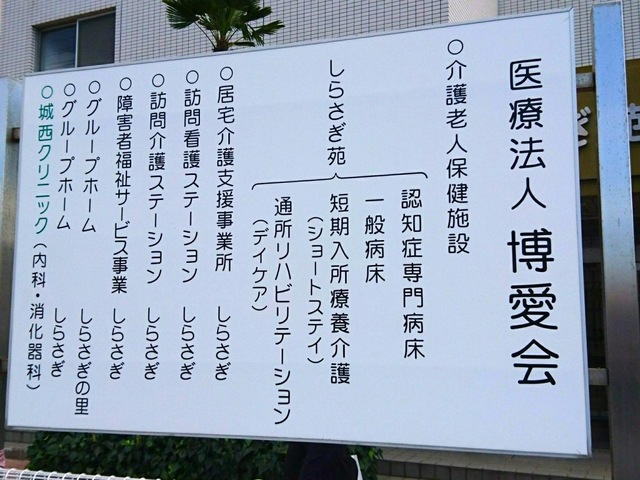 医療法人 博愛会
○介護老人保健施設
しらさぎ苑
認知症専門病床
一般病床
短期入所療養介護
(ショートステイ)
通所リハビリテーション
(デイケア)
○居宅介護支援事業所 しらさぎ
○訪問看護ステーション しらさぎ
○訪問介護ステーション しらさぎ
○障害者福祉サービス事業 しらさぎ
○グループホーム しらさぎの里
○グループホーム しらさぎ
○城西クリニック(内科・消化器科)